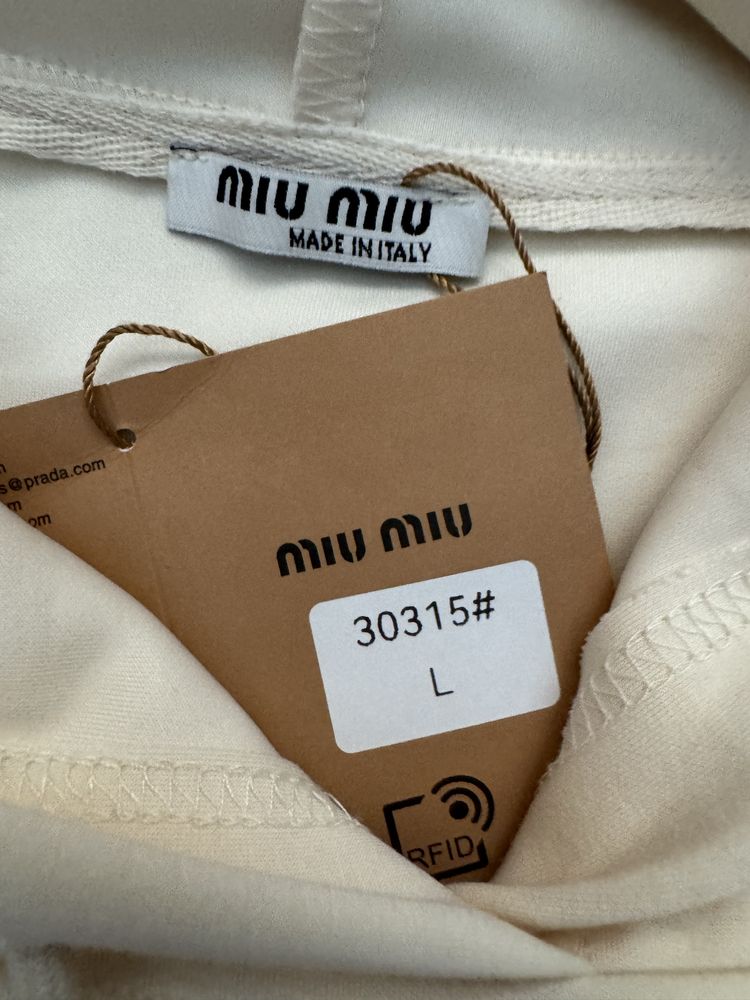 MIU MIU
MADE IN ITALY
s@prada.com
MIU MIU
30315#
L
RFID